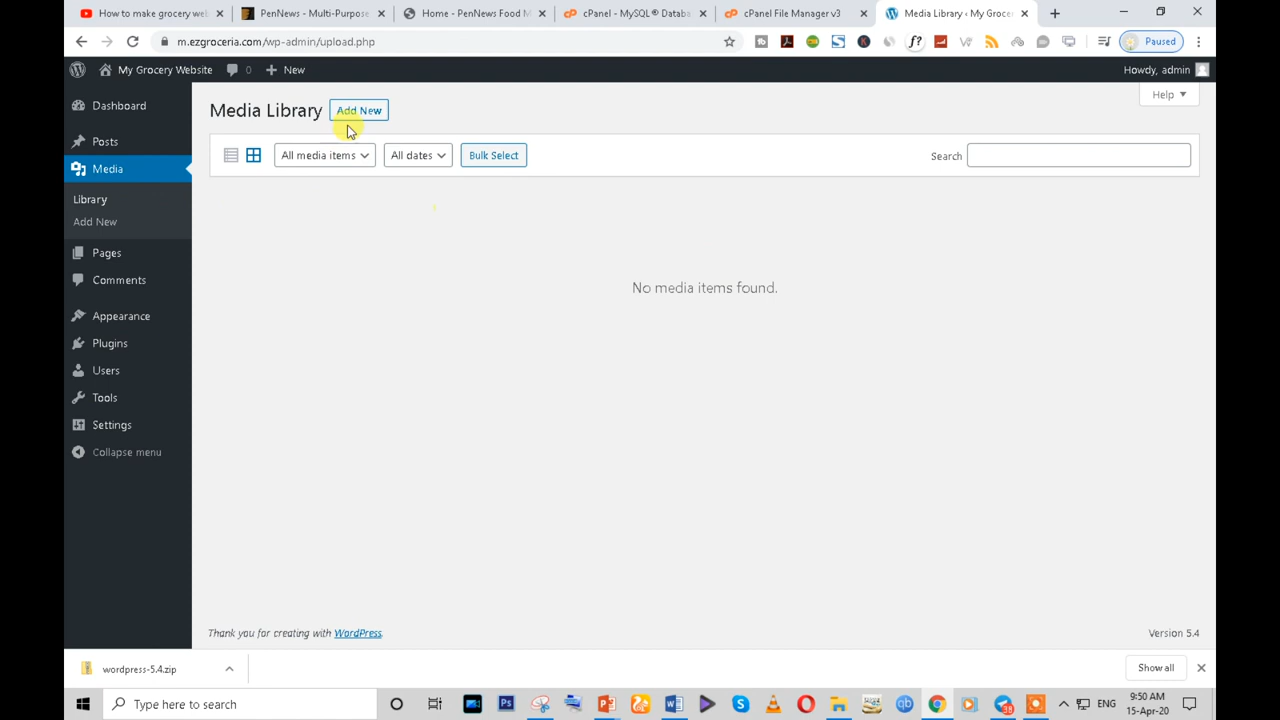 How to make grocery web
PenNews - Multi-Purpose
Home - PenNews Food M
cPanel - MySQL® Databa
cPanel File Manager v3
Media Library ‹ My Groce
m.ezgroceria.com/wp-admin/upload.php
Paused
My Grocery Website 0 New
Howdy, admin
Dashboard
Posts
Media
Library
Add New
Pages
Comments
Appearance
Plugins
Users
Tools
Settings
Collapse menu
Media Library Add New
Help
All media items All dates Bulk Select
Search
No media items found.
Thank you for creating with WordPress.
Version 5.4
wordpress-5.4.zip
Show all
Type here to search
38
ENG
9:50 AM
15-Apr-20